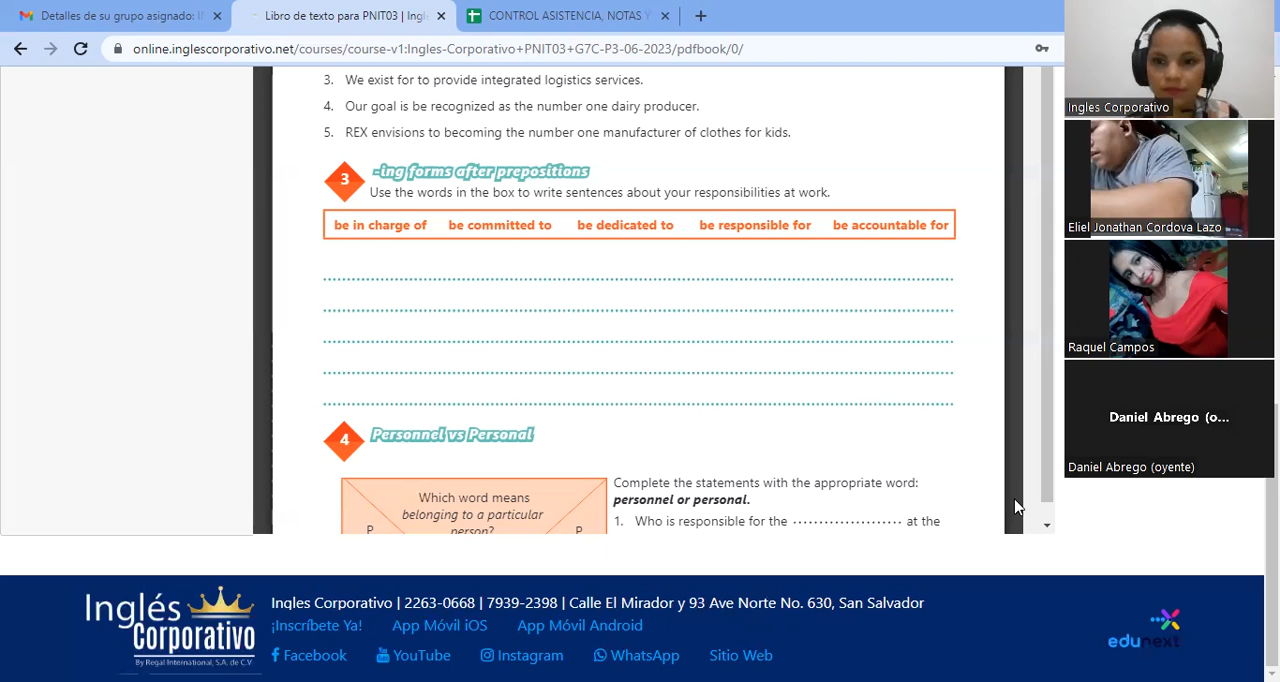 Detalles de su grupo asignado: I
Libro de texto para PNIT03 | Ingl
CONTROL ASISTENCIA, NOTAS Y
online.inglescorporativo.net/courses/course-v1:Ingles-Corporativo+PNIT03+G7C-P3-06-2023/pdfbook/0/
3. We exist for to provide integrated logistics services.
4. Our goal is be recognized as the number one dairy producer.
5. REX envisions to becoming the number one manufacturer of clothes for kids.
3 -ing forms after prepositions
Use the words in the box to write sentences about your responsibilities at work.
be in charge of be committed to be dedicated to be responsible for be accountable for
4 Personnel vs Personal
Which word means
belonging to a particular
person?
P
P
Complete the statements with the appropriate word:
personnel or personal.
1. Who is responsible for the .................... at the
Ingles Corporativo
Eliel Jonathan Cordova Lazo
Raquel Campos
Daniel Abrego (o...
Daniel Abrego (oyente)
Inglés
Corporativo
By Regal International, S.A. de C.V.
Ingles Corporativo | 2263-0668 | 7939-2398 | Calle El Mirador y 93 Ave Norte No. 630, San Salvador
¡Inscríbete Ya! App Móvil iOS App Móvil Android
Facebook YouTube Instagram WhatsApp Sitio Web
edunext